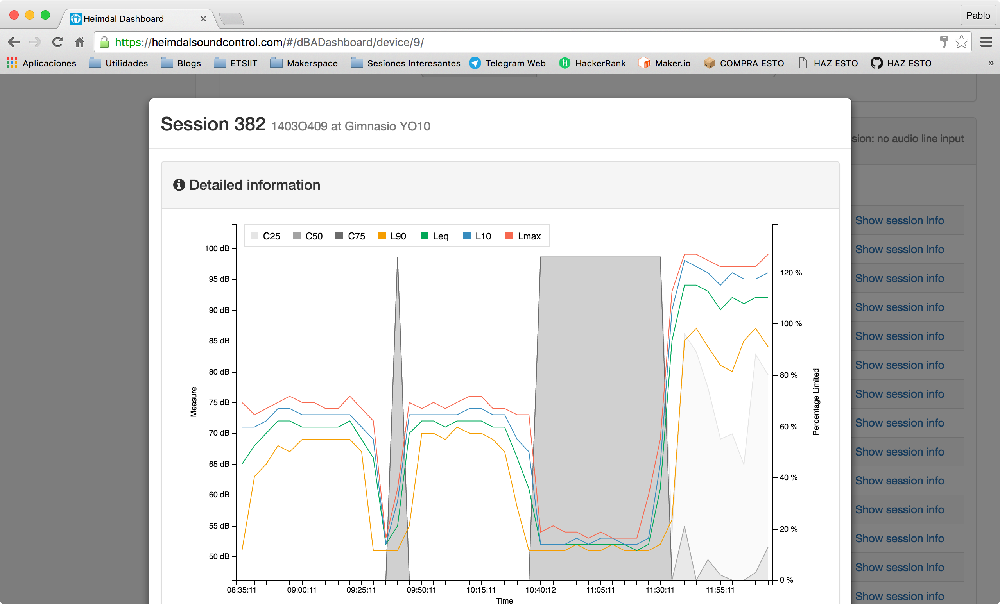 Heimdal Dashboard
Pablo
https://heimdalsoundcontrol.com/#/dBADashboard/device/9/
Aplicaciones Utilidades Blogs ETSIIT Makerspace Sesiones Interesantes Telegram Web HackerRank Maker.io COMPRA ESTO HAZ ESTO HAZ ESTO »
Session 382 1403O409 at Gimnasio YO10
sion: no audio line input
Detailed information
C25 C50 C75 L90 Leq L10 Lmax
100 dB
95 dB
90 dB
85 dB
80 dB
75 dB
70 dB
65 dB
60 dB
55 dB
50 dB
Measure
120 %
100 %
80 %
60 %
40 %
20 %
0 %
Percentage Limited
08:35:11 09:00:11 09:25:11 09:50:11 10:15:11 10:40:12 11:05:11 11:30:11 11:55:11
Time
Show session info
Show session info
Show session info
Show session info
Show session info
Show session info
Show session info
Show session info
Show session info
Show session info
Show session info
Show session info
Show session info
Show session info